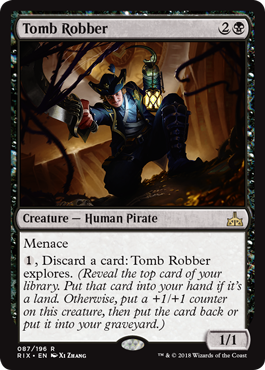 Tomb Robber 2
Creature — Human Pirate
Menace
1, Discard a card: Tomb Robber
explores. (Reveal the top card of your
library. Put that card into your hand if it's
a land. Otherwise, put a +1/+1 counter
on this creature, then put the card back or
put it into your graveyard.)
1/1
087/196 R
RIX • EN XI ZHANG
™ & © 2018 Wizards of the Coast